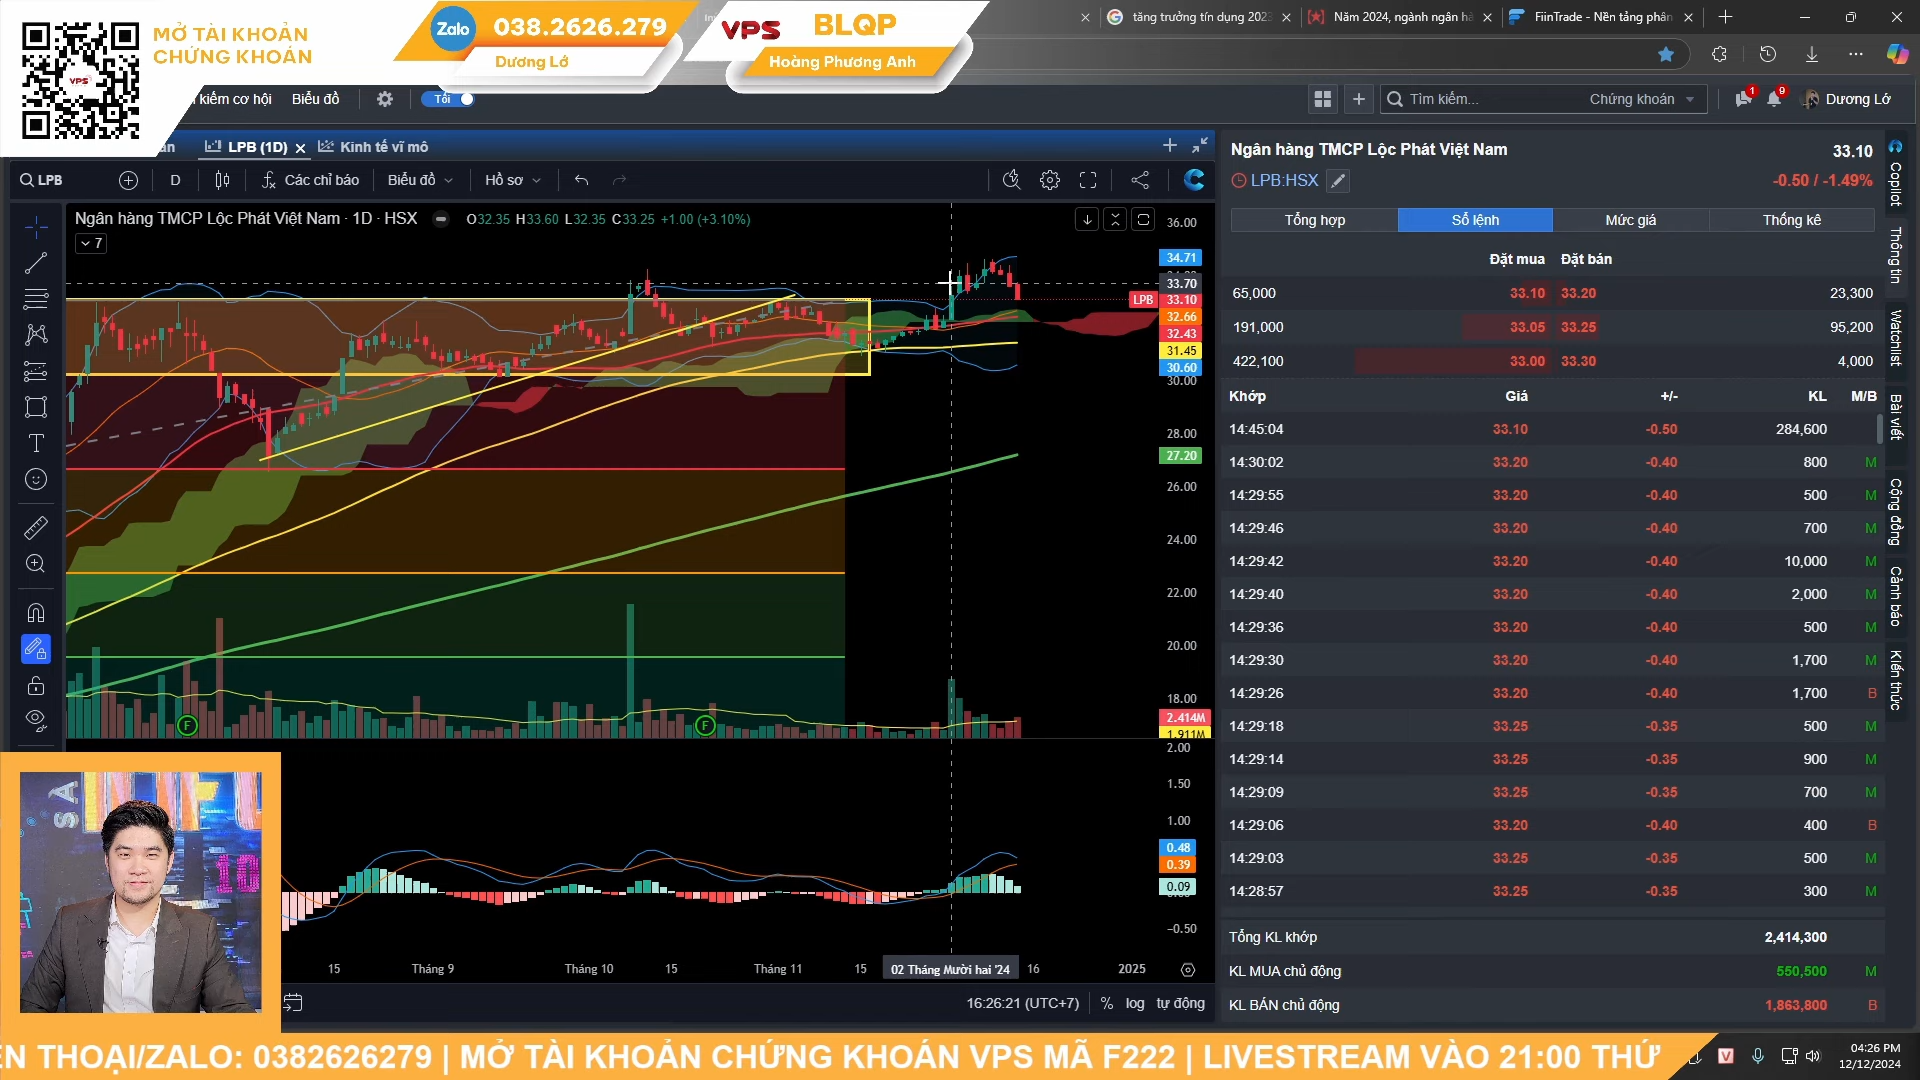 MỞ TÀI KHOẢN
CHỨNG KHOÁN
VPS
Zalo 038.2626.279
Dương Lớ
VPS BLQP
Hoàng Phương Anh
tăng trưởng tín dụng 2023
Năm 2024, ngành ngân hà
FiinTrade - Nền tảng phân
kiếm cơ hội Biểu đồ Tối
Tìm kiếm... Chứng khoán 1 9 Dương Lớ
LPB (1D) Kinh tế vĩ mô
LPB D Các chỉ báo Biểu đồ Hồ sơ
Ngân hàng TMCP Lộc Phát Việt Nam · 1D · HSX O32.35 H33.60 L32.35 C33.25 +1.00 (+3.10%)
7
36.00
34.71
33.70
LPB 33.10
32.66
32.43
31.45
30.60
30.00
28.00
27.20
26.00
24.00
22.00
20.00
18.00
2.414M
1.911M
F F
2.00
1.50
1.00
0.48
0.39
0.09
−0.50
15 Tháng 9 Tháng 10 15 Tháng 11 15 02 Tháng Mười hai '24 16 2025
16:26:21 (UTC+7) % log tự động
Ngân hàng TMCP Lộc Phát Việt Nam 33.10
LPB:HSX -0.50 / -1.49%
Tổng hợp Sổ lệnh Mức giá Thống kê
Đặt mua Đặt bán
65,000 33.10 33.20 23,300
191,000 33.05 33.25 95,200
422,100 33.00 33.30 4,000
Khớp Giá +/- KL M/B
14:45:04 33.10 -0.50 284,600
14:30:02 33.20 -0.40 800 M
14:29:55 33.20 -0.40 500 M
14:29:46 33.20 -0.40 700 M
14:29:42 33.20 -0.40 10,000 M
14:29:40 33.20 -0.40 2,000 M
14:29:36 33.20 -0.40 500 M
14:29:30 33.20 -0.40 1,700 M
14:29:26 33.20 -0.40 1,700 B
14:29:18 33.25 -0.35 500 M
14:29:14 33.25 -0.35 900 M
14:29:09 33.25 -0.35 700 M
14:29:06 33.20 -0.40 400 B
14:29:03 33.25 -0.35 500 M
14:28:57 33.25 -0.35 300 M
Tổng KL khớp 2,414,300
KL MUA chủ động 550,500 M
KL BÁN chủ động 1,863,800 B
Copilot
Thông tin
Watchlist
Bài viết
Cộng đồng
Cảnh báo
Kiến thức
THOẠI/ZALO: 0382626279 | MỞ TÀI KHOẢN CHỨNG KHOÁN VPS MÃ F222 | LIVESTREAM VÀO 21:00 THỨ
04:26 PM
12/12/2024